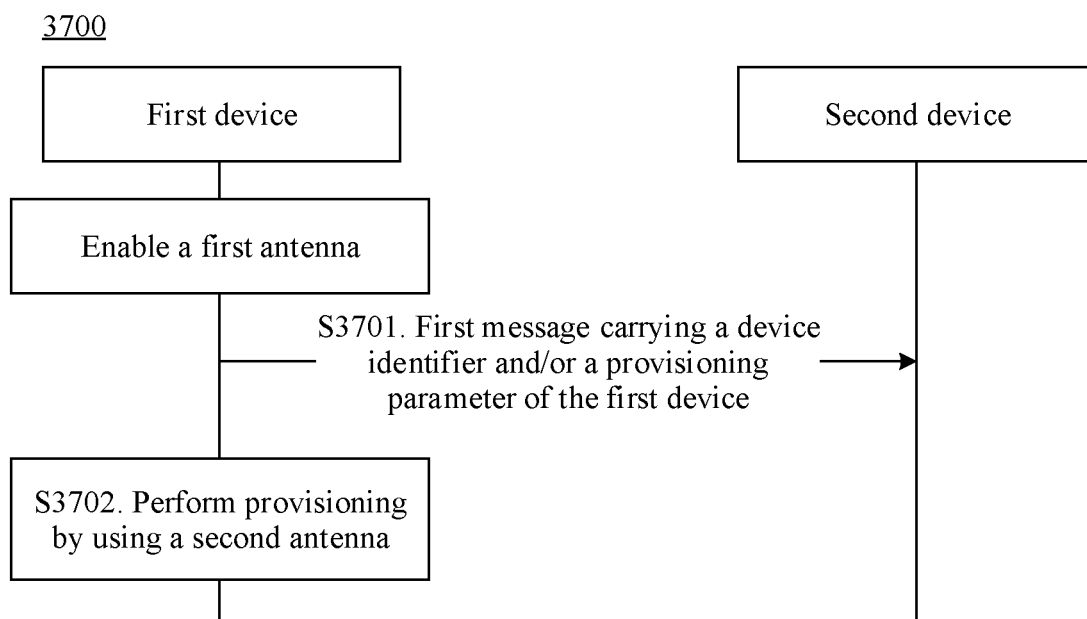 3700
First device
Second device
Enable a first antenna
S3701. First message carrying a device
identifier and/or a provisioning
parameter of the first device
S3702. Perform provisioning
by using a second antenna